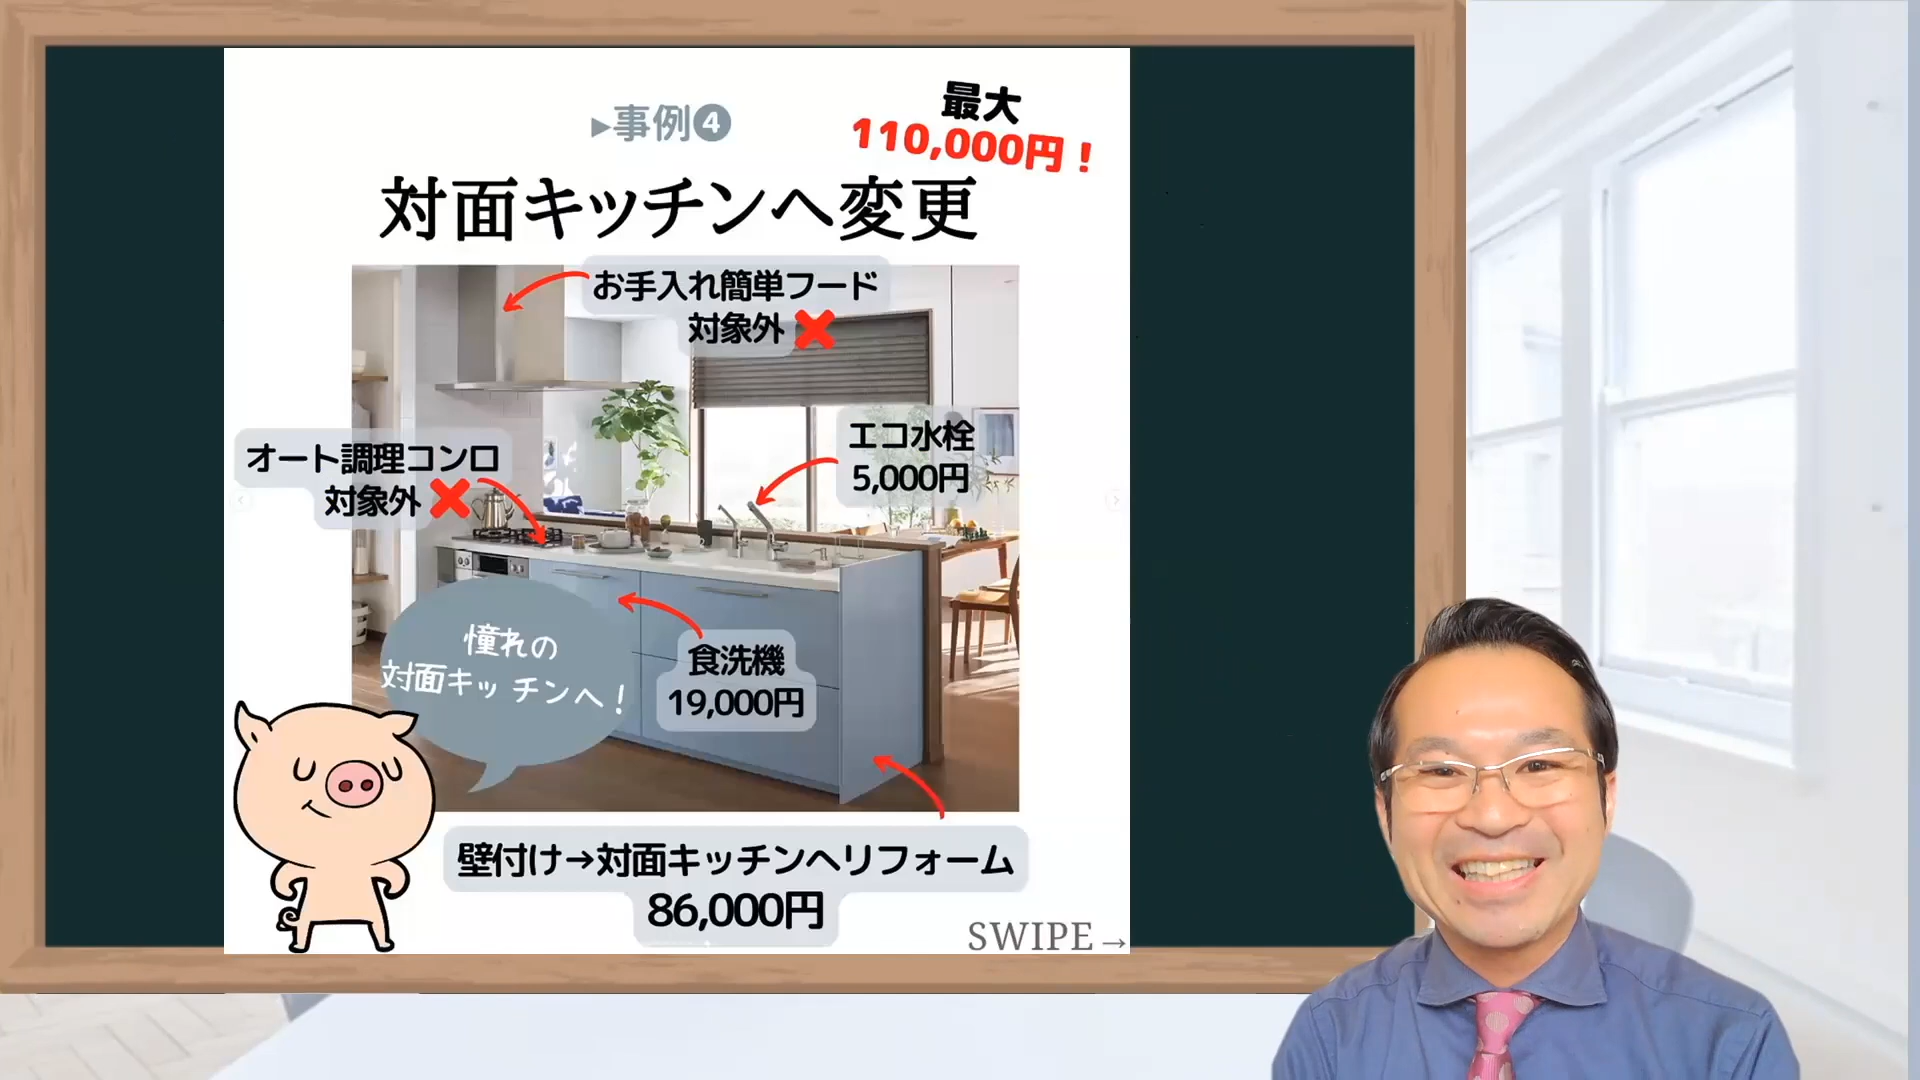 ▸事例❹
最大
110,000円！
対面キッチンへ変更
お手入れ簡単フード
対象外 ❌
エコ水栓
5,000円
オート調理コンロ
対象外 ❌
憧れの
対面キッチンへ！
食洗機
19,000円
壁付け→対面キッチンへリフォーム
86,000円
SWIPE→